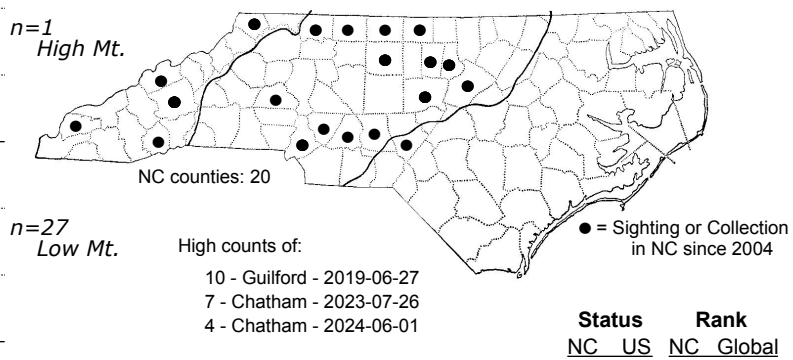 n=1
High Mt.
NC counties: 20
n=27
Low Mt.
High counts of:
10 - Guilford - 2019-06-27
7 - Chatham - 2023-07-26
4 - Chatham - 2024-06-01
● = Sighting or Collection
in NC since 2004
Status Rank
NC US NC Global